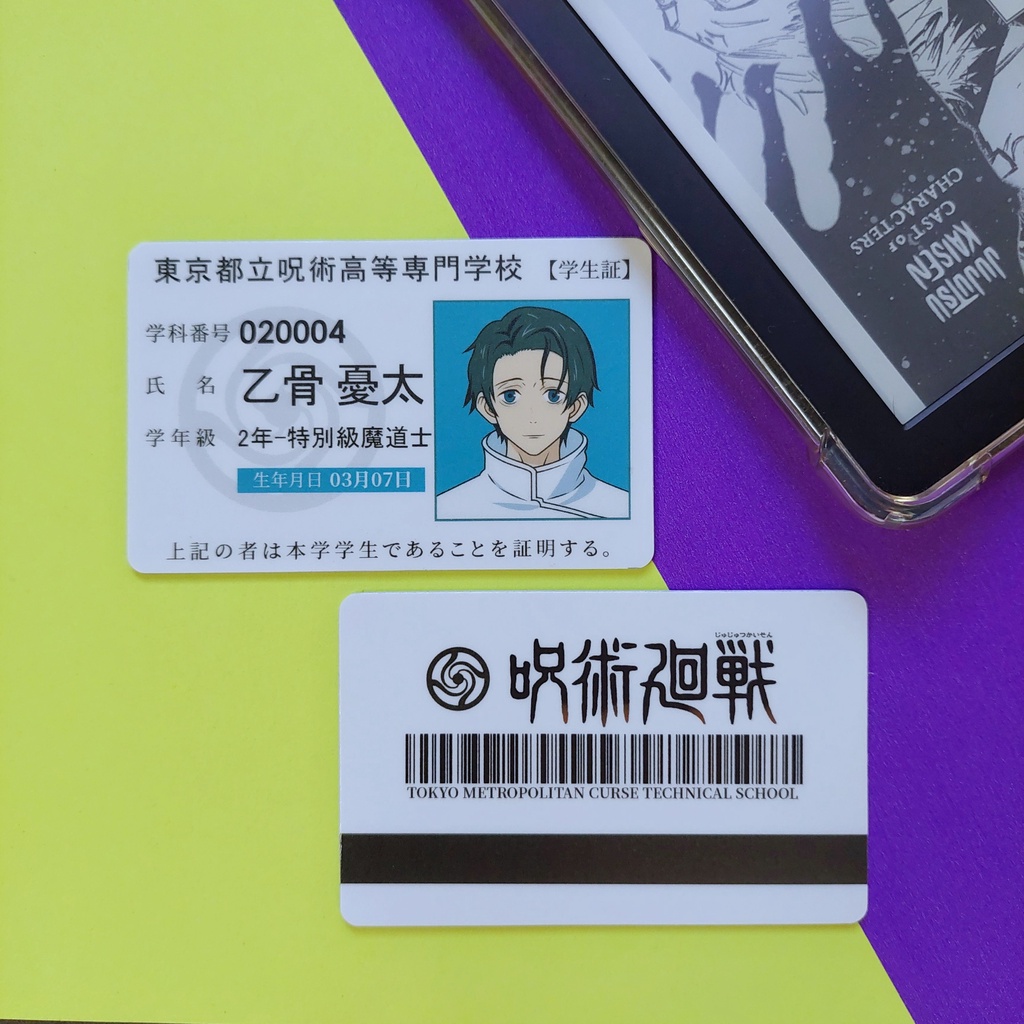 東京都立呪術高等専門学校 【学生証】
学科番号 020004
氏 名 乙骨 憂太
学年級 2年-特別級魔道士
生年月日 03月07日
上記の者は本学学生であることを証明する。
じゅじゅつかいせん
呪術廻戦
TOKYO METROPOLITAN CURSE TECHNICAL SCHOOL
JUJUTSU
KAISEN
CAST OF
CHARACTERS